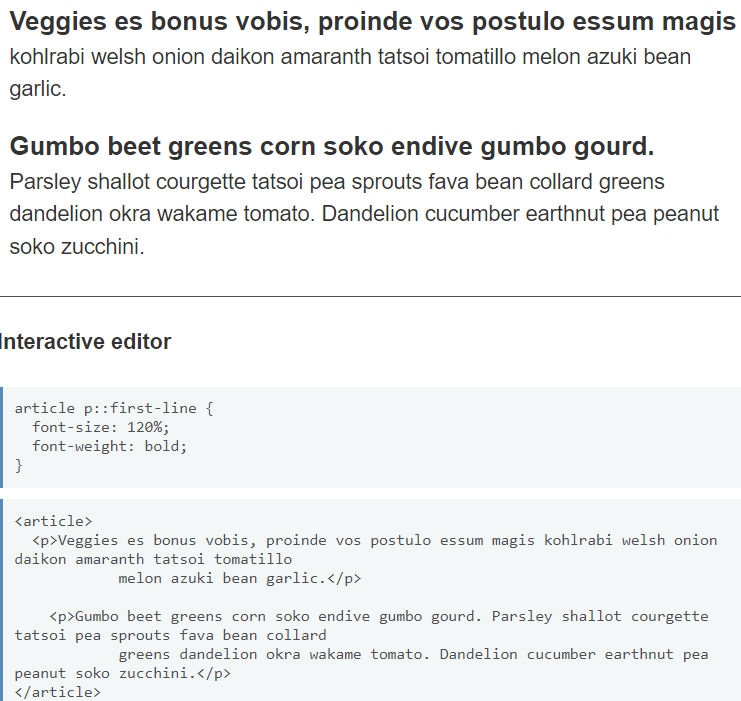 Veggies es bonus vobis, proinde vos postulo essum magis
kohlrabi welsh onion daikon amaranth tatsoi tomatillo melon azuki bean
garlic.
Gumbo beet greens corn soko endive gumbo gourd.
Parsley shallot courgette tatsoi pea sprouts fava bean collard greens
dandelion okra wakame tomato. Dandelion cucumber earthnut pea peanut
soko zucchini.
Interactive editor
article p::first-line {
  font-size: 120%;
  font-weight: bold;
}
<article>
  <p>Veggies es bonus vobis, proinde vos postulo essum magis kohlrabi welsh onion
daikon amaranth tatsoi tomatillo
            melon azuki bean garlic.</p>
    <p>Gumbo beet greens corn soko endive gumbo gourd. Parsley shallot courgette
tatsoi pea sprouts fava bean collard
            greens dandelion okra wakame tomato. Dandelion cucumber earthnut pea
peanut soko zucchini.</p>
</article>